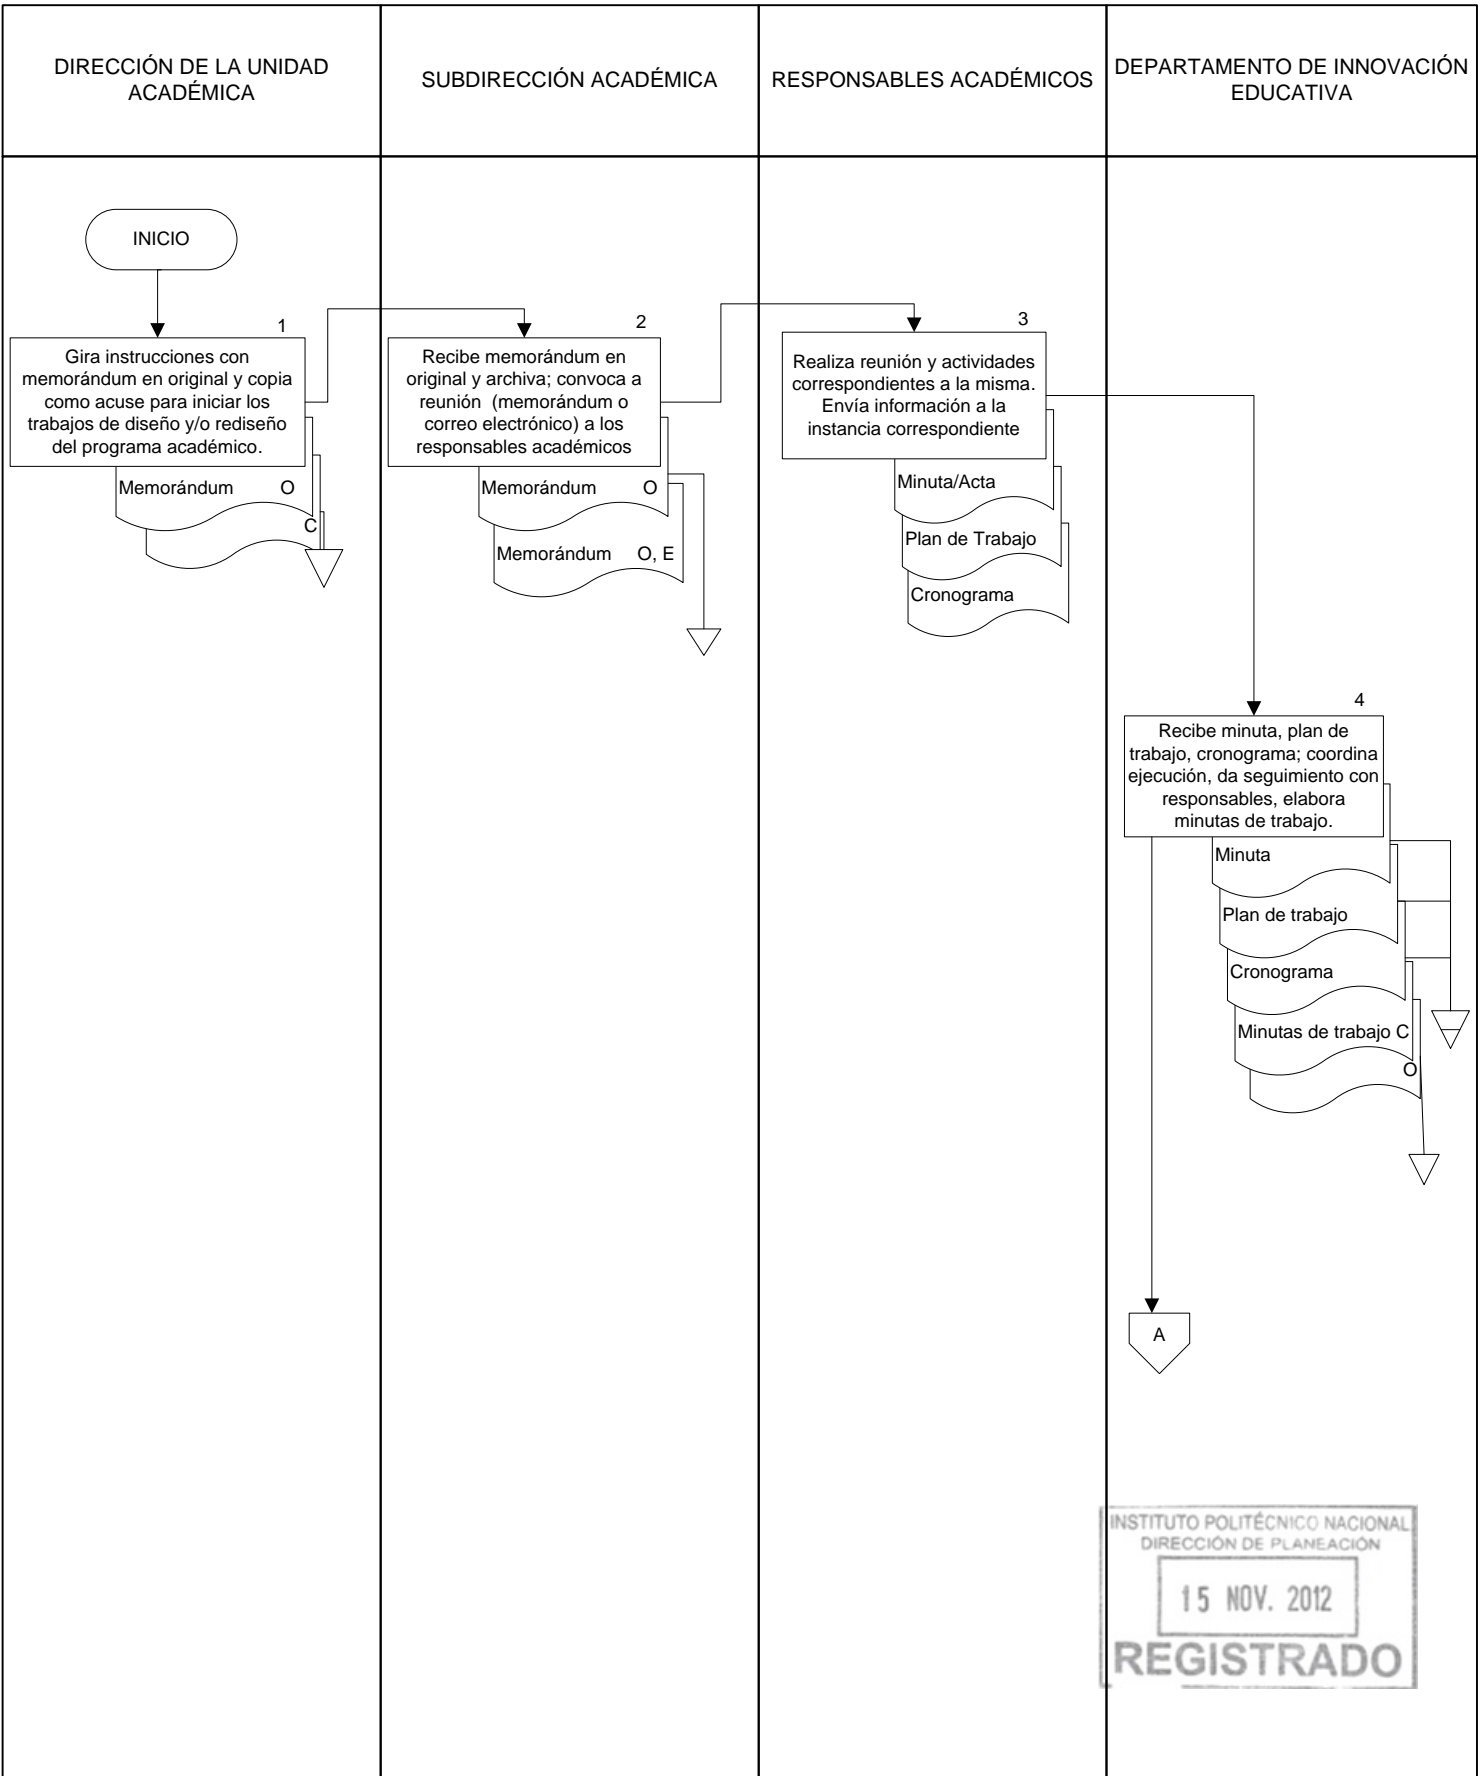 DIRECCIÓN DE LA UNIDAD
ACADÉMICA
SUBDIRECCIÓN ACADÉMICA
RESPONSABLES ACADÉMICOS
DEPARTAMENTO DE INNOVACIÓN
EDUCATIVA
INICIO
1
Gira instrucciones con
memorándum en original y copia
como acuse para iniciar los
trabajos de diseño y/o rediseño
del programa académico.
Memorándum O
C
2
Recibe memorándum en
original y archiva; convoca a
reunión (memorándum o
correo electrónico) a los
responsables académicos
Memorándum O
Memorándum O, E
3
Realiza reunión y actividades
correspondientes a la misma.
Envía información a la
instancia correspondiente
Minuta/Acta
Plan de Trabajo
Cronograma
4
Recibe minuta, plan de
trabajo, cronograma; coordina
ejecución, da seguimiento con
responsables, elabora
minutas de trabajo.
Minuta
Plan de trabajo
Cronograma
Minutas de trabajo C
O
A
INSTITUTO POLITÉCNICO NACIONAL
DIRECCIÓN DE PLANEACIÓN
15 NOV. 2012
REGISTRADO